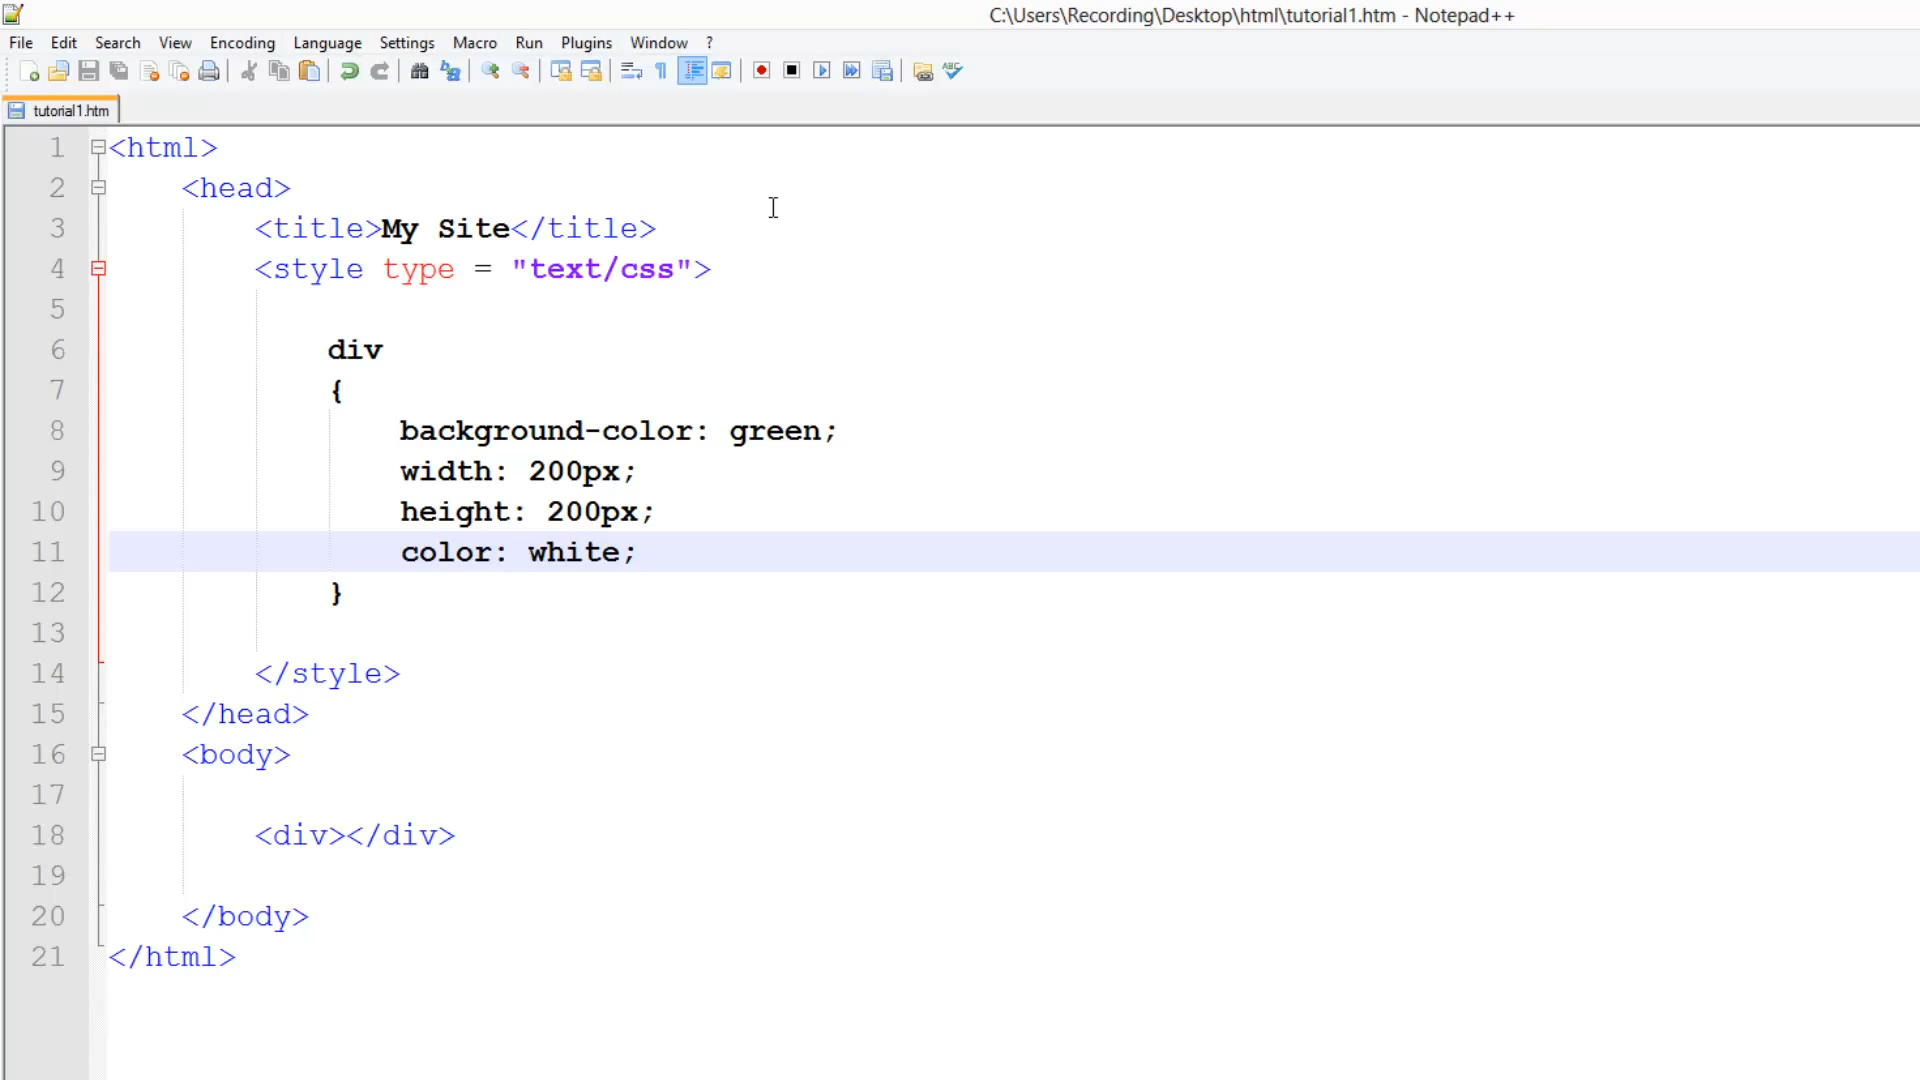 C:\Users\Recording\Desktop\html\tutorial1.htm - Notepad++
File Edit Search View Encoding Language Settings Macro Run Plugins Window ?
tutorial1.htm
1 <html>
2 <head>
3 <title>My Site</title>
4 <style type = "text/css">
5
6 div
7 {
8 background-color: green;
9 width: 200px;
10 height: 200px;
11 color: white;
12 }
13
14 </style>
15 </head>
16 <body>
17
18 <div></div>
19
20 </body>
21 </html>